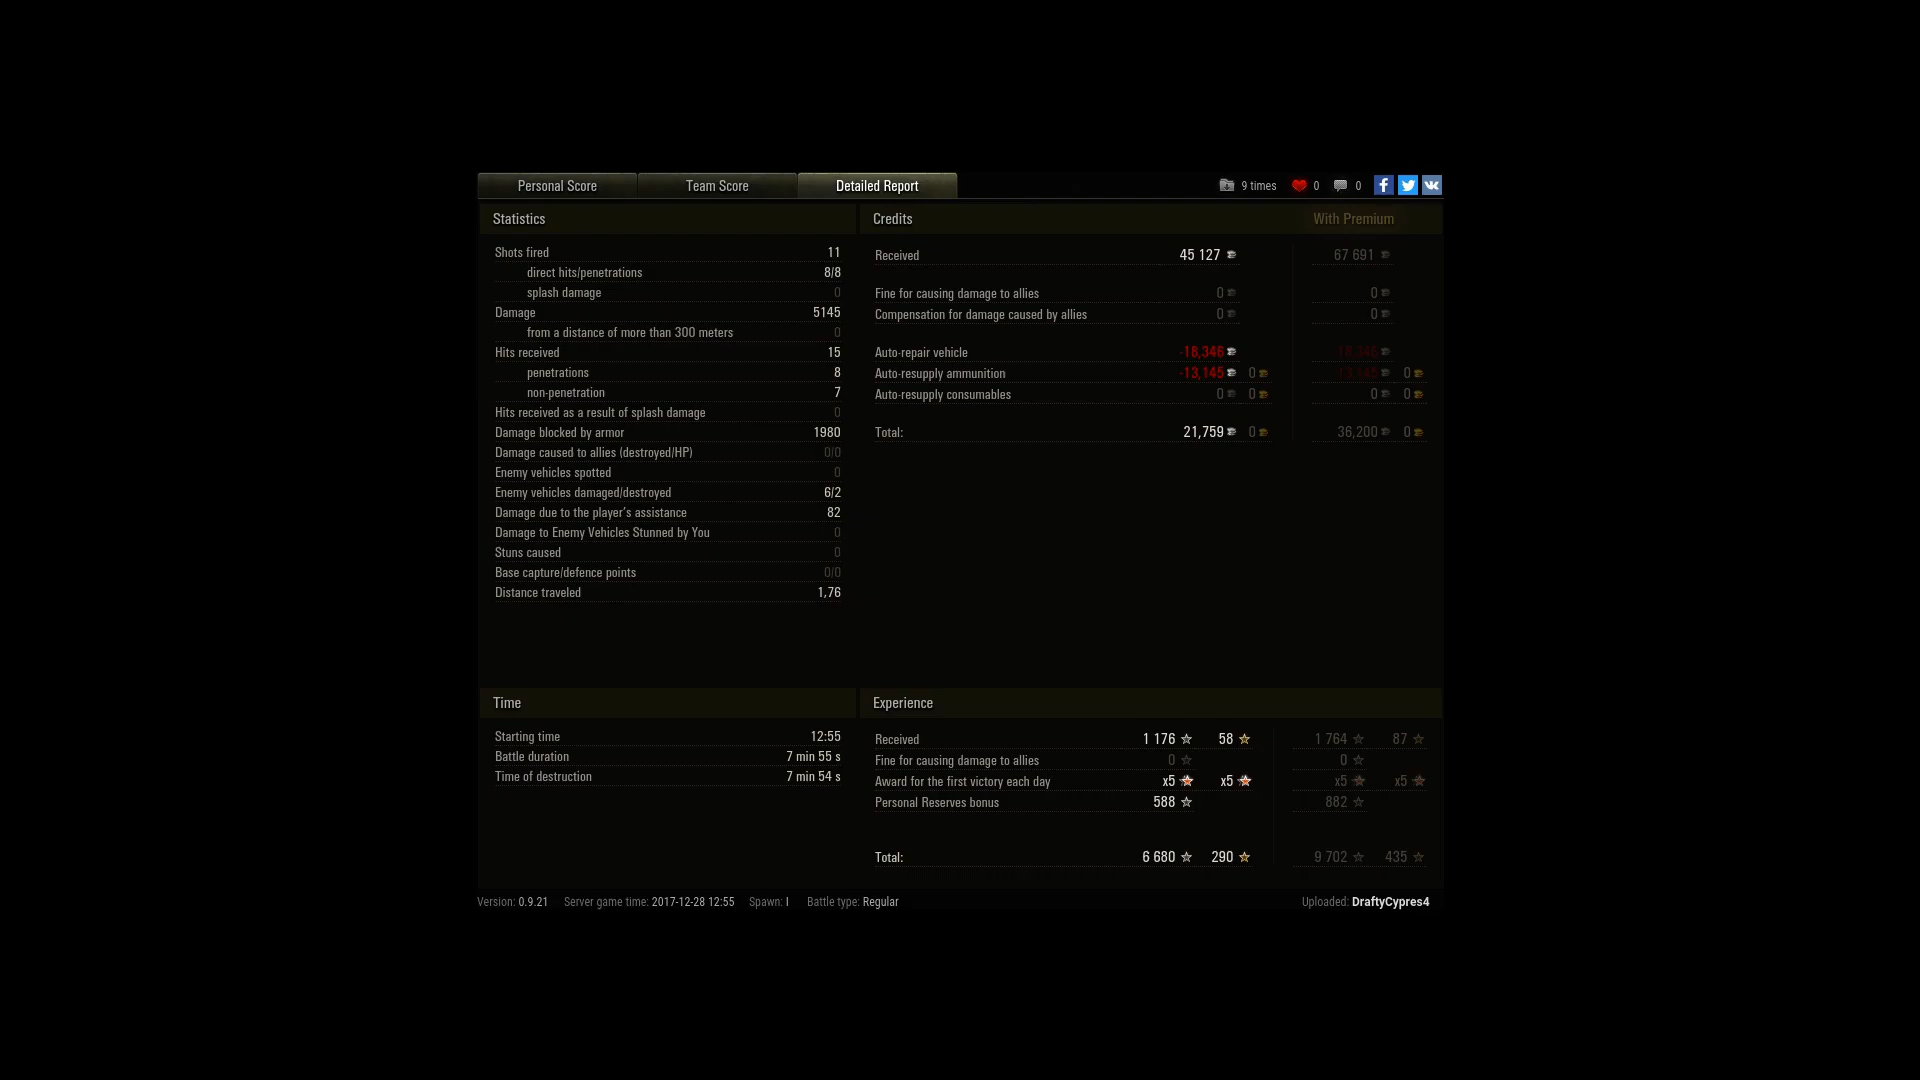 Personal Score Team Score Detailed Report 9 times 0 0
Statistics
Shots fired 11
direct hits/penetrations 8/8
splash damage 0
Damage 5145
from a distance of more than 300 meters 0
Hits received 15
penetrations 8
non-penetration 7
Hits received as a result of splash damage 0
Damage blocked by armor 1980
Damage caused to allies (destroyed/HP) 0/0
Enemy vehicles spotted 0
Enemy vehicles damaged/destroyed 6/2
Damage due to the player's assistance 82
Damage to Enemy Vehicles Stunned by You 0
Stuns caused 0
Base capture/defence points 0/0
Distance traveled 1,76
Credits With Premium
Received 45 127 67 691
Fine for causing damage to allies 0 0
Compensation for damage caused by allies 0 0
Auto-repair vehicle -18,346
Auto-resupply ammunition -13,145 0 0
Auto-resupply consumables 0 0 0 0
Total: 21,759 0 36,200 0
Time
Starting time 12:55
Battle duration 7 min 55 s
Time of destruction 7 min 54 s
Experience
Received 1 176 58 1 764 87
Fine for causing damage to allies 0 0
Award for the first victory each day x5 x5 x5 x5
Personal Reserves bonus 588 882
Total: 6 680 290 9 702 435
Version: 0.9.21 Server game time: 2017-12-28 12:55 Spawn: I Battle type: Regular Uploaded: DraftyCypres4